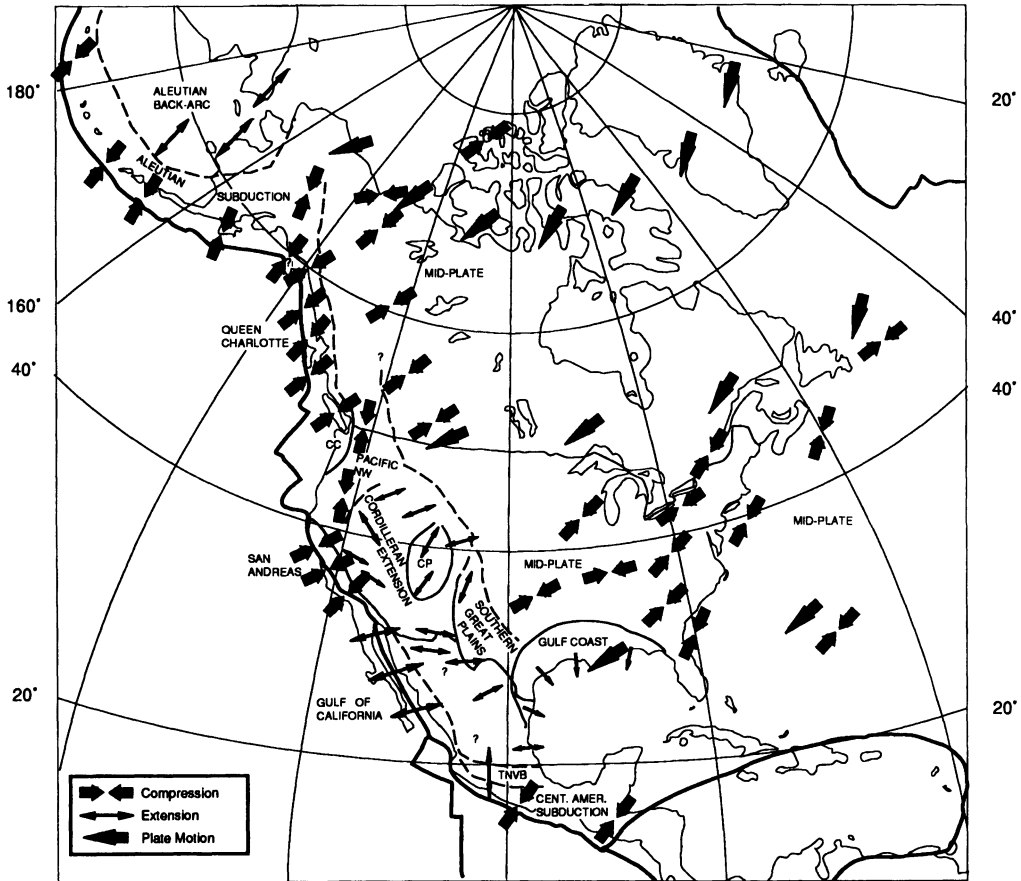 180°
20°
ALEUTIAN
BACK-ARC
ALEUTIAN
SUBDUCTION
?
MID-PLATE
160°
40°
QUEEN
CHARLOTTE
?
40°
40°
CC
PACIFIC
NW
MID-PLATE
CORDILLERAN
EXTENSION
SAN
ANDREAS
CP
MID-PLATE
SOUTHERN
GREAT
PLAINS
GULF COAST
?
20°
GULF OF
CALIFORNIA
20°
?
TNVB
CENT. AMER.
SUBDUCTION
Compression
Extension
Plate Motion